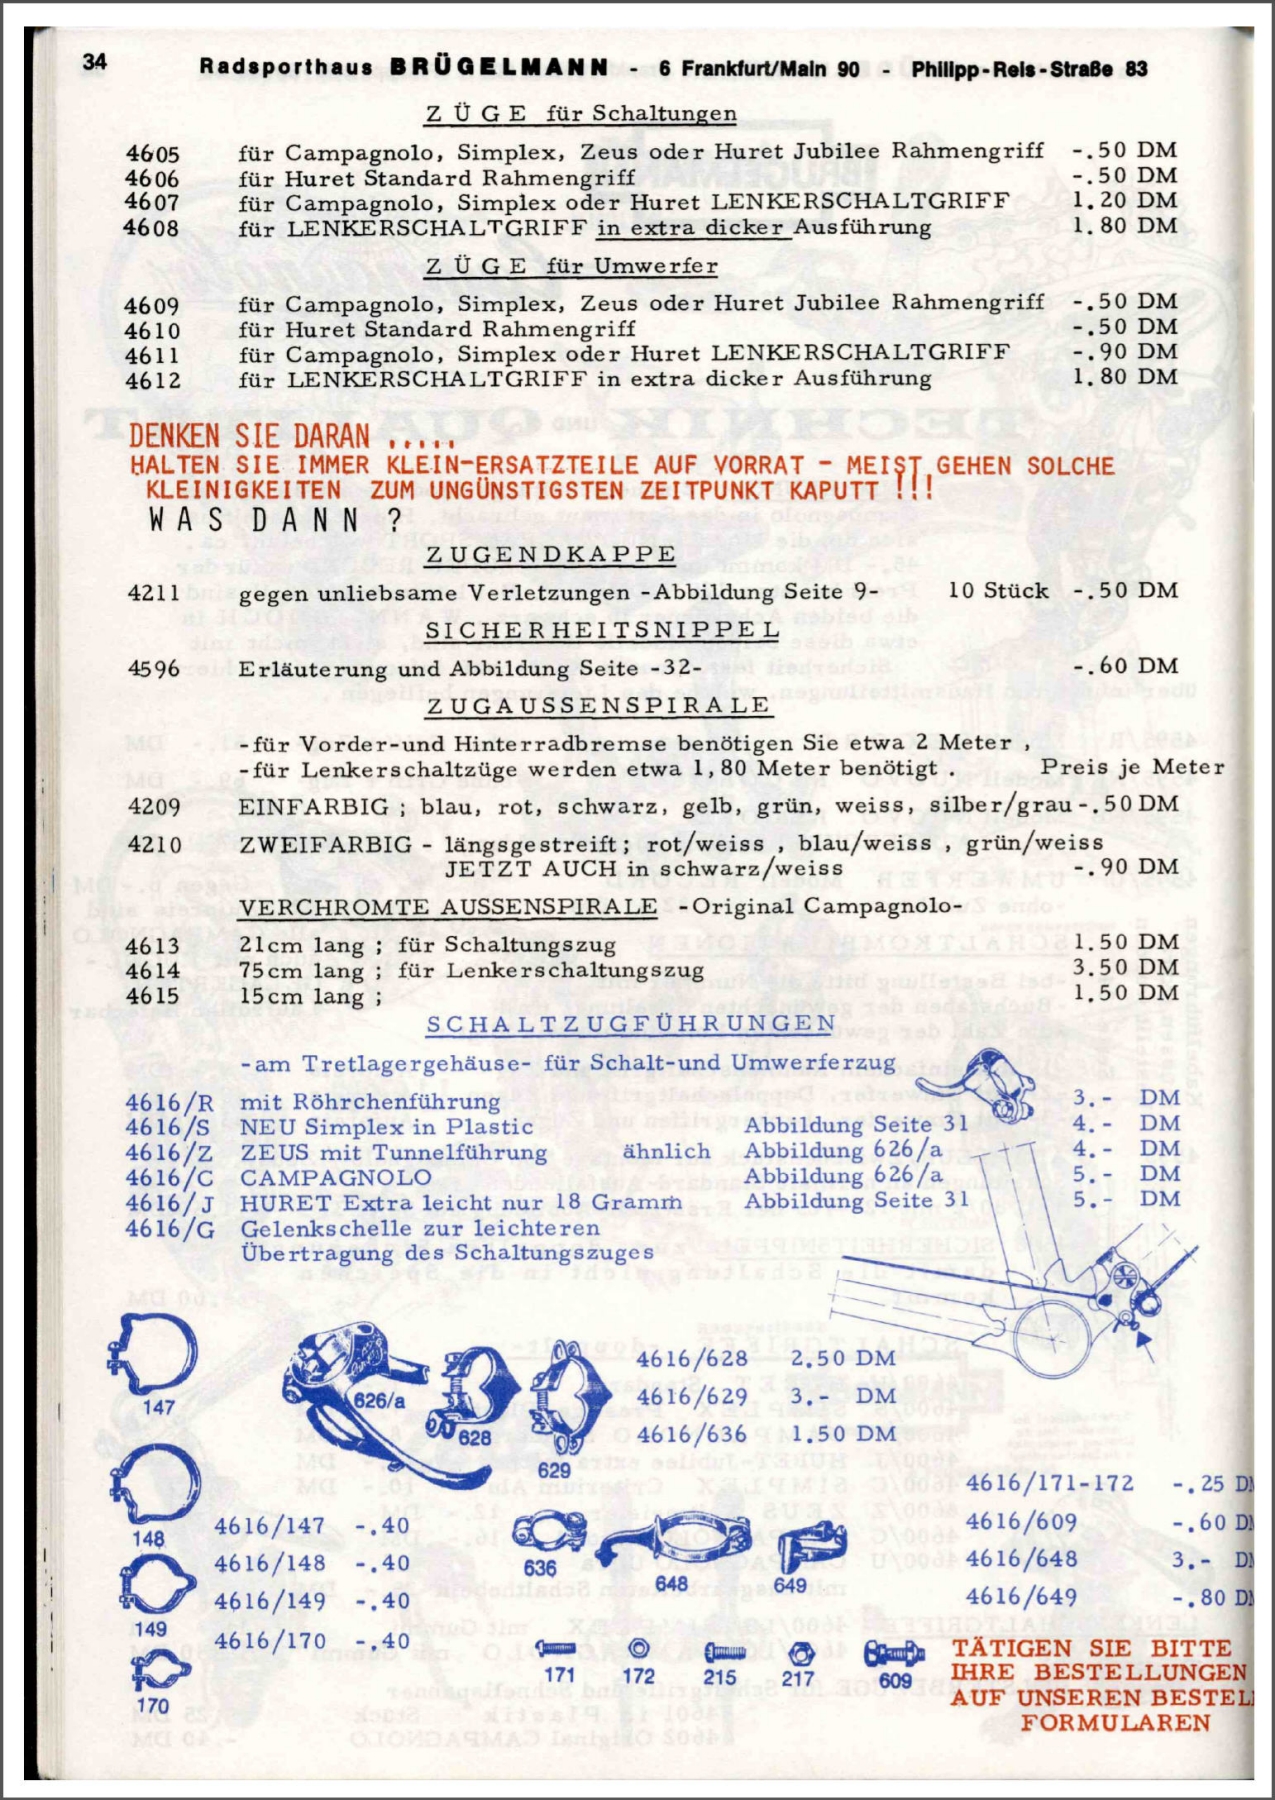 34 Radsporthaus BRÜGELMANN - 6 Frankfurt/Main 90 - Philipp-Reis-Straße 83
ZÜGE für Schaltungen
4605 für Campagnolo, Simplex, Zeus oder Huret Jubilee Rahmengriff -.50 DM
4606 für Huret Standard Rahmengriff -.50 DM
4607 für Campagnolo, Simplex oder Huret LENKERSCHALTGRIFF 1.20 DM
4608 für LENKERSCHALTGRIFF in extra dicker Ausführung 1.80 DM
ZÜGE für Umwerfer
4609 für Campagnolo, Simplex, Zeus oder Huret Jubilee Rahmengriff -.50 DM
4610 für Huret Standard Rahmengriff -.50 DM
4611 für Campagnolo, Simplex oder Huret LENKERSCHALTGRIFF -.90 DM
4612 für LENKERSCHALTGRIFF in extra dicker Ausführung 1.80 DM
DENKEN SIE DARAN .....
HALTEN SIE IMMER KLEIN-ERSATZTEILE AUF VORRAT - MEIST GEHEN SOLCHE
KLEINIGKEITEN ZUM UNGÜNSTIGSTEN ZEITPUNKT KAPUTT !!!
WAS DANN ?
ZUGENDKAPPE
4211 gegen unliebsame Verletzungen -Abbildung Seite 9- 10 Stück -.50 DM
SICHERHEITSNIPPEL
4596 Erläuterung und Abbildung Seite -32- -.60 DM
ZUGAUSSENSPIRALE
-für Vorder-und Hinterradbremse benötigen Sie etwa 2 Meter ,
-für Lenkerschaltzüge werden etwa 1,80 Meter benötigt . Preis je Meter
4209 EINFARBIG ; blau, rot, schwarz, gelb, grün, weiss, silber/grau -.50 DM
4210 ZWEIFARBIG - längsgestreift; rot/weiss , blau/weiss , grün/weiss
JETZT AUCH in schwarz/weiss -.90 DM
VERCHROMTE AUSSENSPIRALE -Original Campagnolo-
4613 21cm lang ; für Schaltungszug 1.50 DM
4614 75cm lang ; für Lenkerschaltungszug 3.50 DM
4615 15cm lang ; 1.50 DM
SCHALTZUGFÜHRUNGEN
-am Tretlagergehäuse- für Schalt-und Umwerferzug
4616/R mit Röhrchenführung 3.- DM
4616/S NEU Simplex in Plastic Abbildung Seite 31 4.- DM
4616/Z ZEUS mit Tunnelführung ähnlich Abbildung 626/a 4.- DM
4616/C CAMPAGNOLO Abbildung 626/a 5.- DM
4616/J HURET Extra leicht nur 18 Gramm Abbildung Seite 31 5.- DM
4616/G Gelenkschelle zur leichteren
Übertragung des Schaltungszuges
147
626/a
628
629
4616/628 2.50 DM
4616/629 3.- DM
4616/636 1.50 DM
148
4616/147 -.40
4616/148 -.40
4616/149 -.40
4616/170 -.40
149
170
636
648
649
4616/171-172 -.25 D
4616/609 -.60 D
4616/648 3.- D
4616/649 -.80 D
171
172
215
217
609
TÄTIGEN SIE BITTE
IHRE BESTELLUNGEN
AUF UNSEREN BESTEL
FORMULAREN